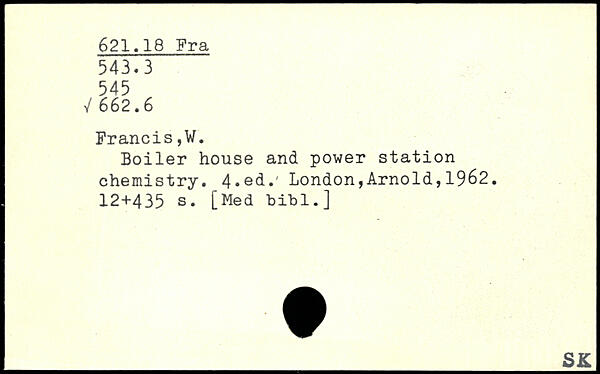 621.18 Fra
543.3
545
√ 662.6
Francis,W.
Boiler house and power station
chemistry. 4.ed. London,Arnold,1962.
12+435 s. [Med bibl.]
SK